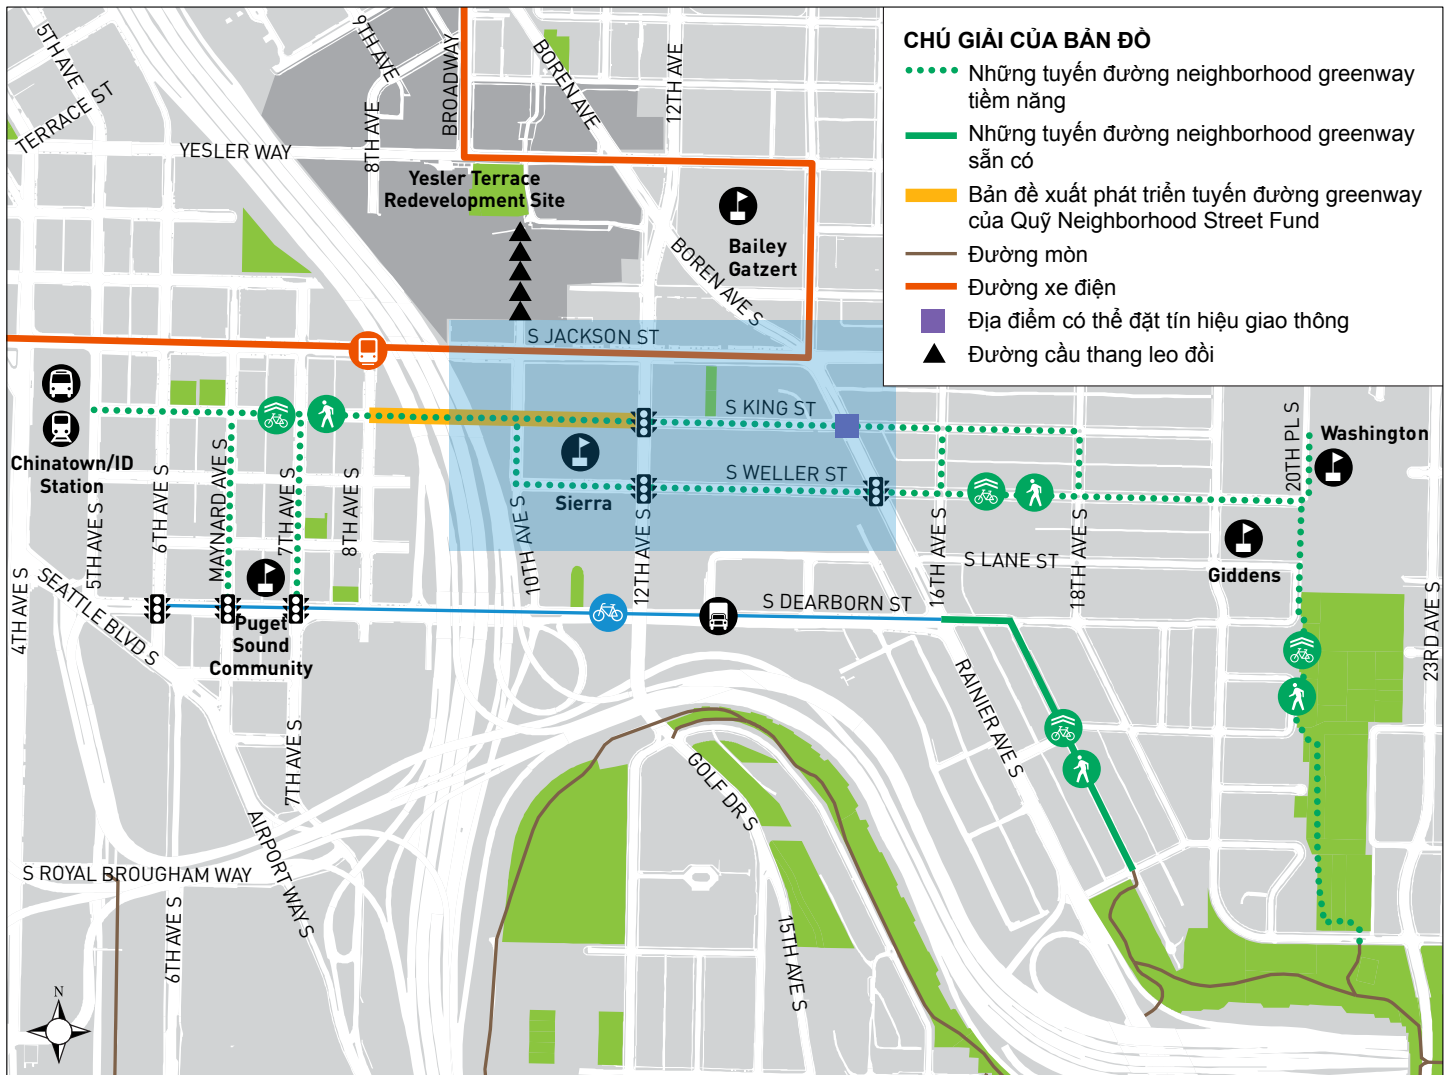 CHÚ GIẢI CỦA BẢN ĐỒ
Những tuyến đường neighborhood greenway
tiềm năng
Những tuyến đường neighborhood greenway
sẵn có
Bản đề xuất phát triển tuyến đường greenway
của Quỹ Neighborhood Street Fund
Đường mòn
Đường xe điện
Địa điểm có thể đặt tín hiệu giao thông
Đường cầu thang leo đồi
5TH AVE
TERRACE ST
YESLER WAY
9TH AVE
8TH AVE
BROADWAY
BOREN AVE
12TH AVE
Yesler Terrace
Redevelopment Site
Bailey
Gatzert
BOREN AVE S
S JACKSON ST
S KING ST
S WELLER ST
Sierra
Chinatown/ID
Station
5TH AVE S
6TH AVE S
MAYNARD AVE S
7TH AVE S
8TH AVE S
10TH AVE S
12TH AVE S
16TH AVE S
18TH AVE S
20TH PL S
Washington
Giddens
S LANE ST
S DEARBORN ST
23RD AVE S
4TH AVE S
SEATTLE BLVD S
Puget
Sound
Community
7TH AVE S
RAINIER AVE S
GOLF DR S
AIRPORT WAY S
S ROYAL BROUGHAM WAY
6TH AVE S
15TH AVE S
N